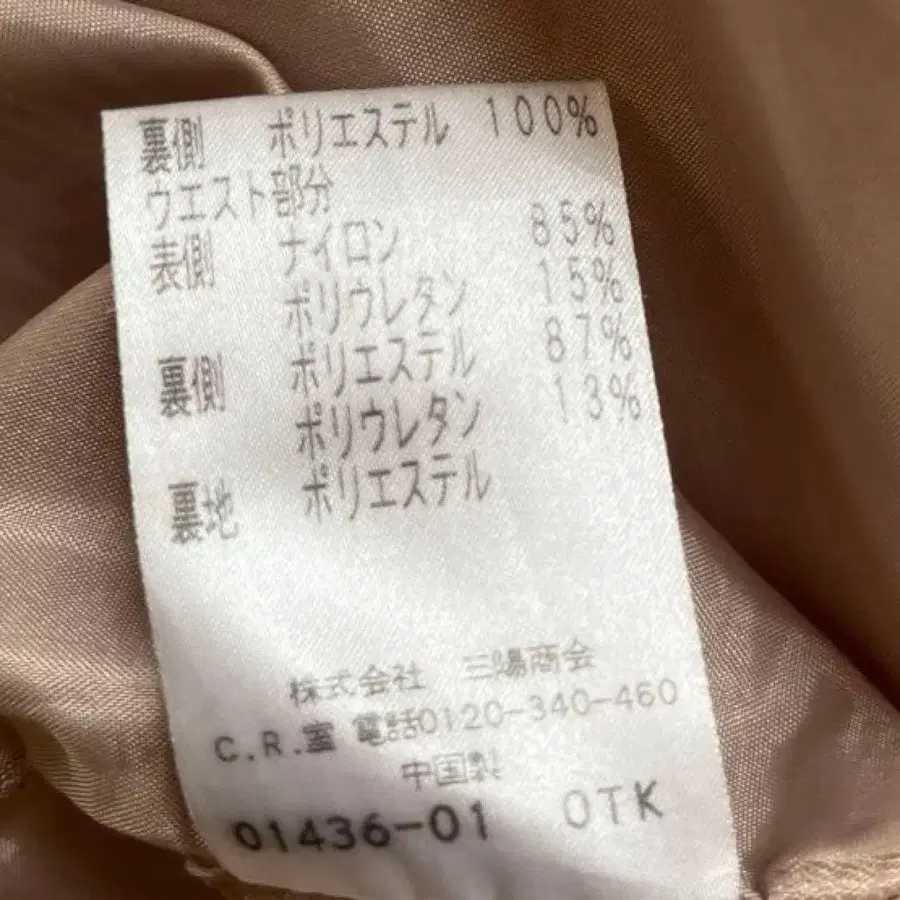 裏側 ポリエステル 100%
ウエスト部分
表側 ナイロン 85%
ポリウレタン 15%
裏側 ポリエステル 87%
ポリウレタン 13%
裏地 ポリエステル
株式会社 三陽商会
C.R.室 電話0120-340-460
中国製
01436-01 OTK